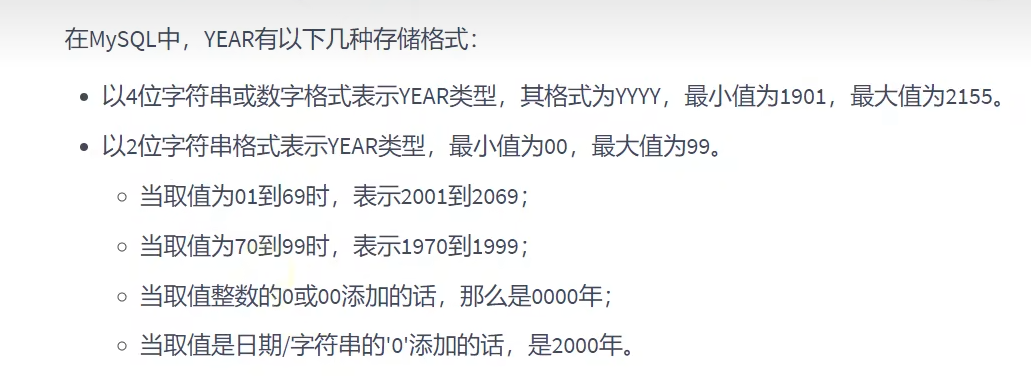 在MySQL中，YEAR有以下几种存储格式：
• 以4位字符串或数字格式表示YEAR类型，其格式为YYYY，最小值为1901，最大值为2155。
• 以2位字符串格式表示YEAR类型，最小值为00，最大值为99。
◦ 当取值为01到69时，表示2001到2069；
◦ 当取值为70到99时，表示1970到1999；
◦ 当取值整数的0或00添加的话，那么是0000年；
◦ 当取值是日期/字符串的'0'添加的话，是2000年。